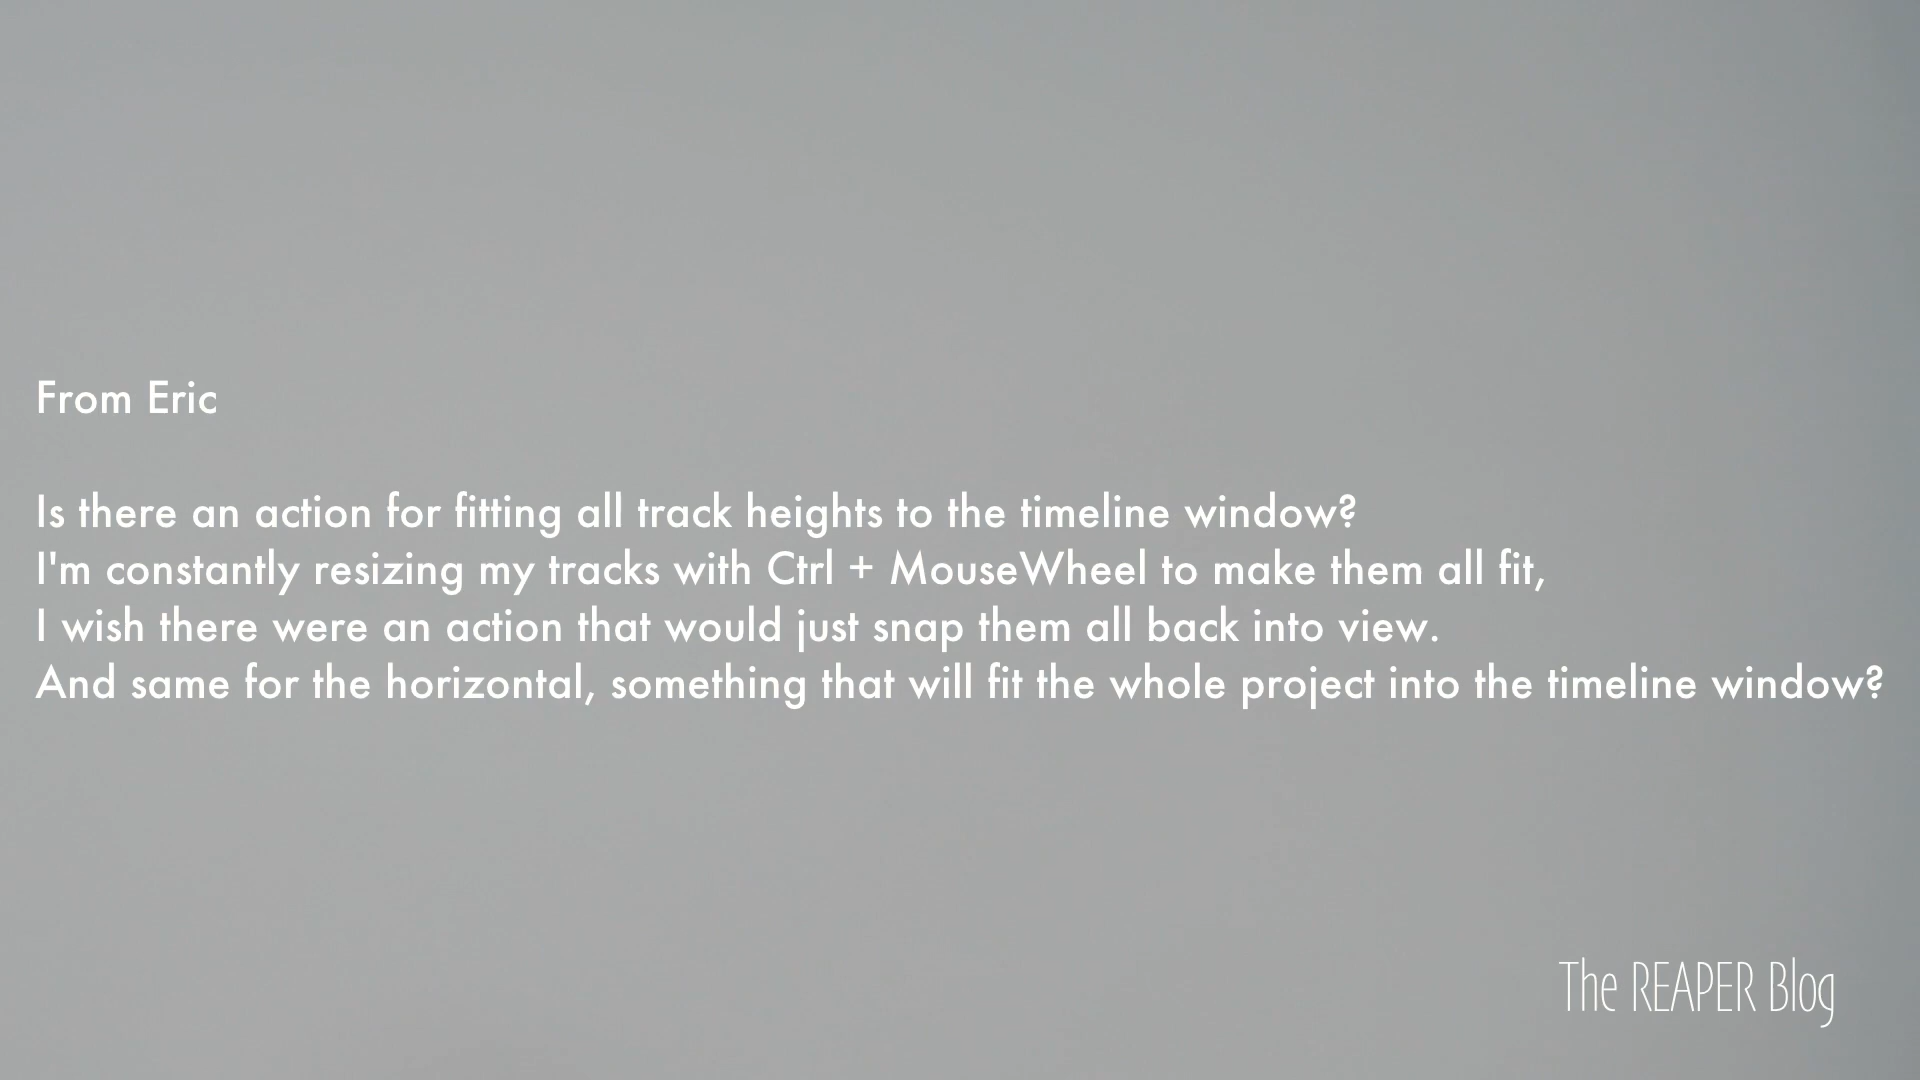 From Eric
Is there an action for fitting all track heights to the timeline window?
I'm constantly resizing my tracks with Ctrl + MouseWheel to make them all fit,
I wish there were an action that would just snap them all back into view.
And same for the horizontal, something that will fit the whole project into the timeline window?
The REAPER Blog